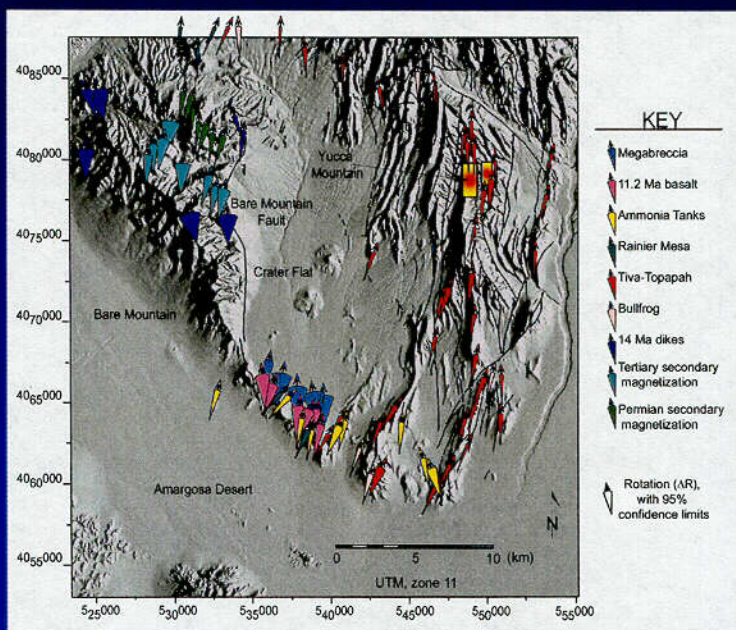 4085000
4080000
4075000
4070000
4065000
4060000
4055000
525000
530000
535000
540000
545000
550000
555000
Yucca
Mountain
Bare Mountain
Fault
Crater Flat
Bare Mountain
Amargosa Desert
N
0
5
10
(km)
UTM, zone 11
KEY
Megabreccia
11.2 Ma basalt
Ammonia Tanks
Rainier Mesa
Tiva-Topapah
Bullfrog
14 Ma dikes
Tertiary secondary
magnetization
Permian secondary
magnetization
Rotation (ΔR),
with 95%
confidence limits